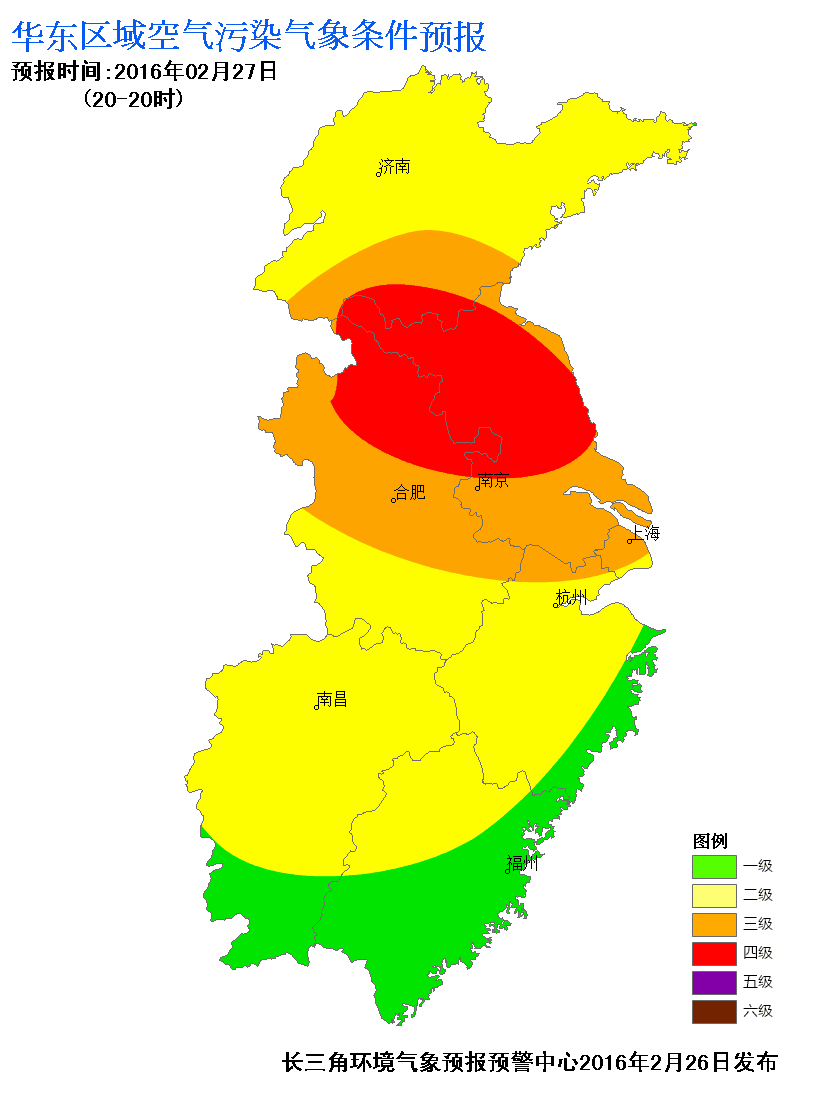 华东区域空气污染气象条件预报
预报时间:2016年02月27日
(20-20时)
济南
南京
合肥
上海
杭州
南昌
福州
图例
一级
二级
三级
四级
五级
六级
长三角环境气象预报预警中心2016年2月26日发布